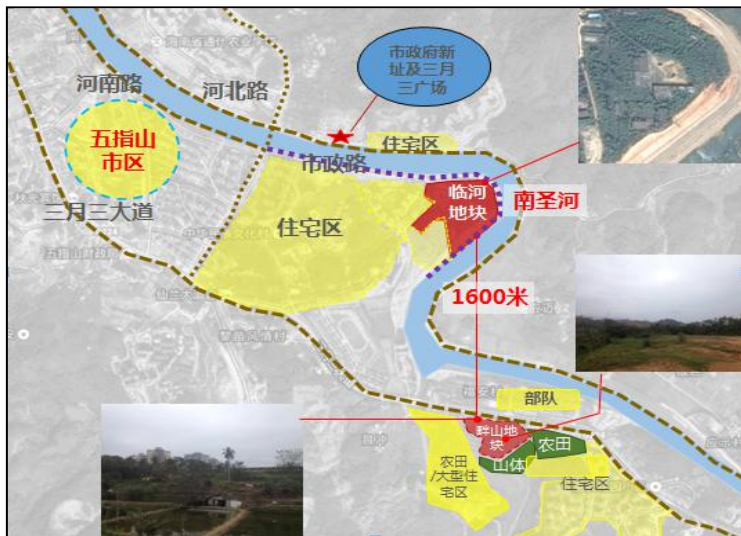 市政府新
址及三月
三广场
河南路
河北路
五指山
市区
住宅区
市政路
临河
地块
南圣河
三月三大道
住宅区
1600米
部队
畔山地
块
农田
山体
农田
/大型住
宅区
住宅区